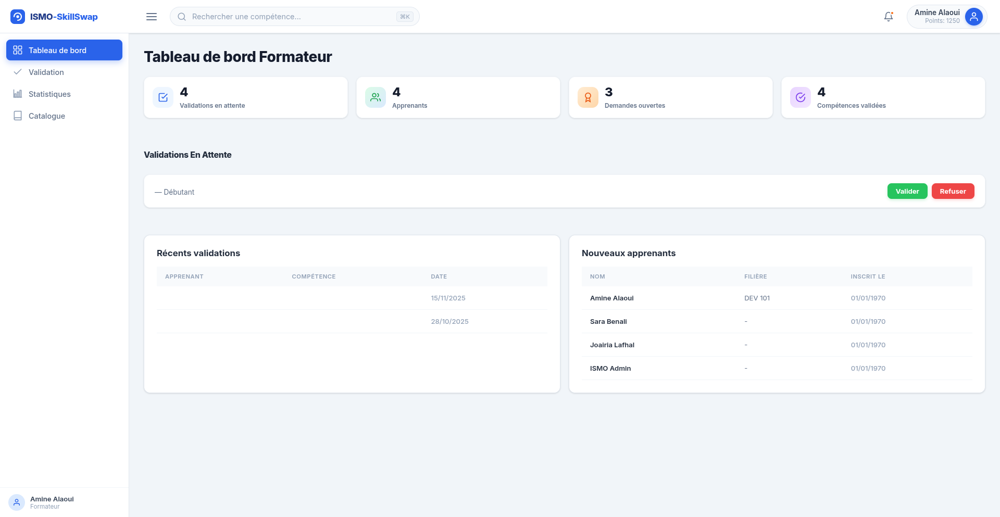 ISMO-SkillSwap
Rechercher une compétence...
⌘K
Amine Alaoui
Points: 1250
Tableau de bord
Validation
Statistiques
Catalogue
Tableau de bord Formateur
4
Validations en attente
4
Apprenants
3
Demandes ouvertes
4
Compétences validées
Validations En Attente
— Débutant
Valider
Refuser
Récents validations
APPRENANT COMPÉTENCE DATE
15/11/2025
28/10/2025
Nouveaux apprenants
NOM FILIÈRE INSCRIT LE
Amine Alaoui DEV 101 01/01/1970
Sara Benali - 01/01/1970
Joairia Lafhal - 01/01/1970
ISMO Admin - 01/01/1970
Amine Alaoui
Formateur